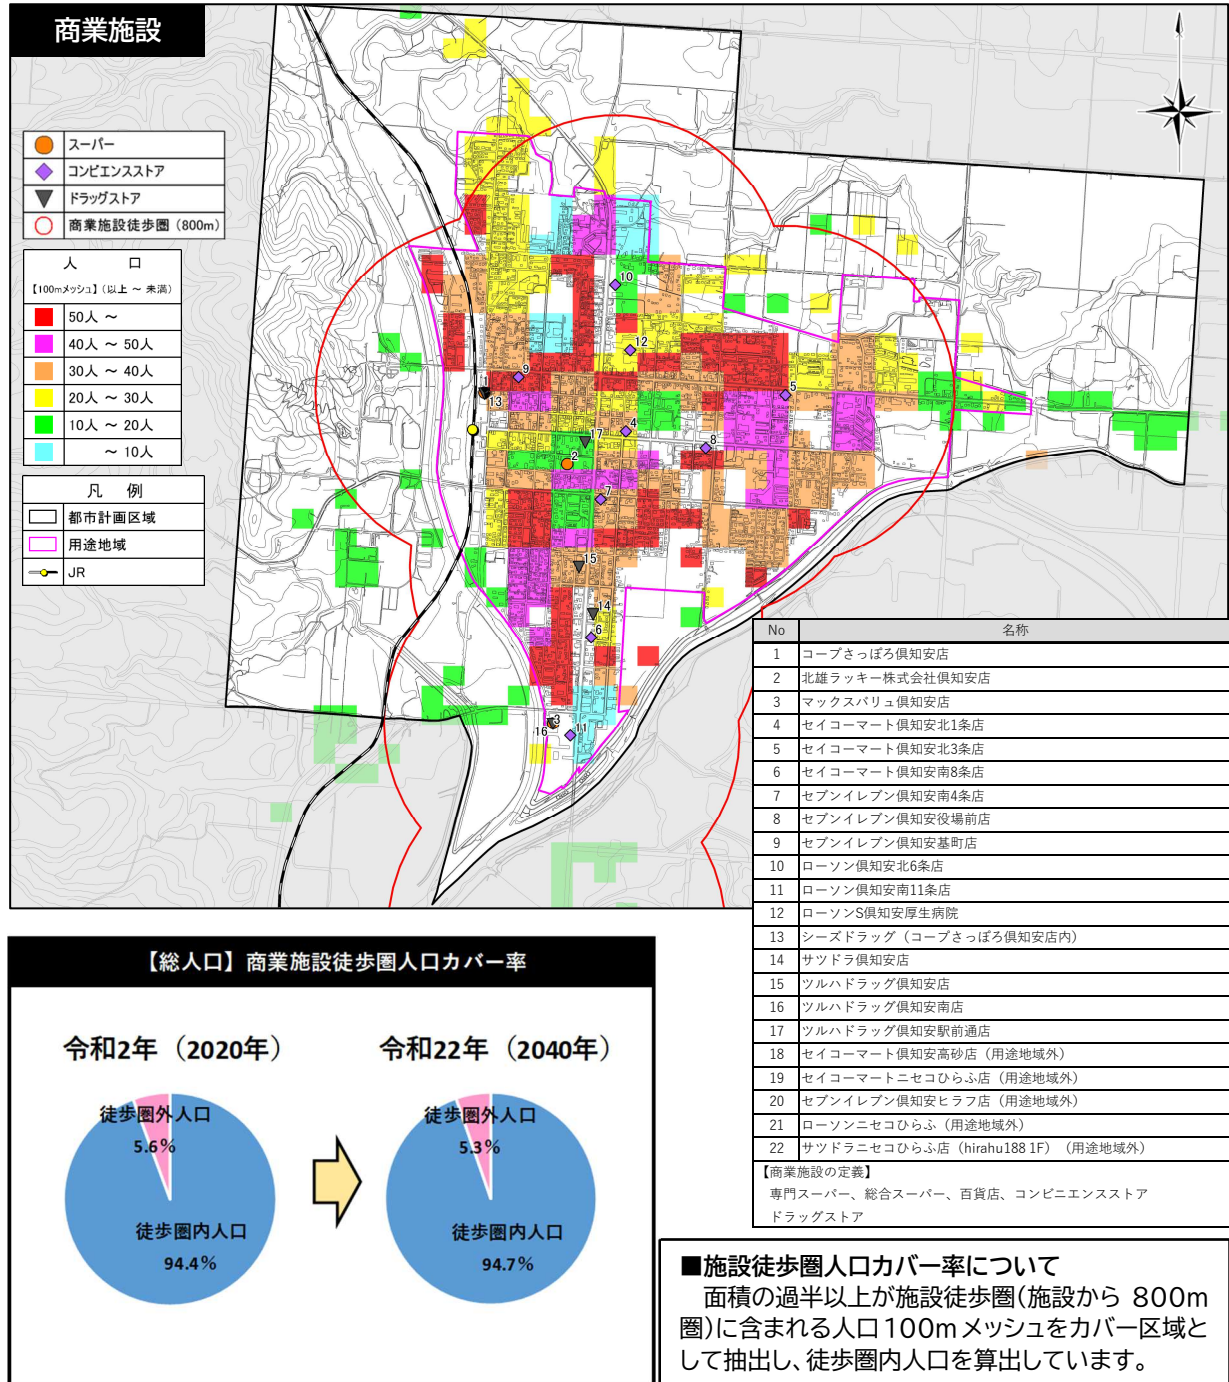 商業施設
スーパー
コンビエンスストア
ドラッグストア
商業施設徒歩圏（800m）
人　口
【100mメッシュ】（以上 ～ 未満）
50人 ～
40人 ～ 50人
30人 ～ 40人
20人 ～ 30人
10人 ～ 20人
～ 10人
凡　例
都市計画区域
用途地域
JR
10
12
9
1
13
5
4
17
8
2
7
15
14
6
3
16
11
No 名称
1 コープさっぽろ倶知安店
2 北雄ラッキー株式会社倶知安店
3 マックスバリュ倶知安店
4 セイコーマート倶知安北1条店
5 セイコーマート倶知安北3条店
6 セイコーマート倶知安南8条店
7 セブンイレブン倶知安南4条店
8 セブンイレブン倶知安役場前店
9 セブンイレブン倶知安基町店
10 ローソン倶知安北6条店
11 ローソン倶知安南11条店
12 ローソンS倶知安厚生病院
13 シーズドラッグ（コープさっぽろ倶知安店内）
14 サツドラ倶知安店
15 ツルハドラッグ倶知安店
16 ツルハドラッグ倶知安南店
17 ツルハドラッグ倶知安駅前通店
18 セイコーマート倶知安高砂店（用途地域外）
19 セイコーマートニセコひらふ店（用途地域外）
20 セブンイレブン倶知安ヒラフ店（用途地域外）
21 ローソンニセコひらふ（用途地域外）
22 サツドラニセコひらふ店（hirahu188 1F）（用途地域外）
【商業施設の定義】
専門スーパー、総合スーパー、百貨店、コンビニエンスストア
ドラッグストア
【総人口】商業施設徒歩圏人口カバー率
令和2年（2020年）
令和22年（2040年）
徒歩圏外人口
5.6%
徒歩圏内人口
94.4%
徒歩圏外人口
5.3%
徒歩圏内人口
94.7%
■施設徒歩圏人口カバー率について
面積の過半以上が施設徒歩圏(施設から 800m
圏)に含まれる人口100mメッシュをカバー区域と
して抽出し、徒歩圏内人口を算出しています。